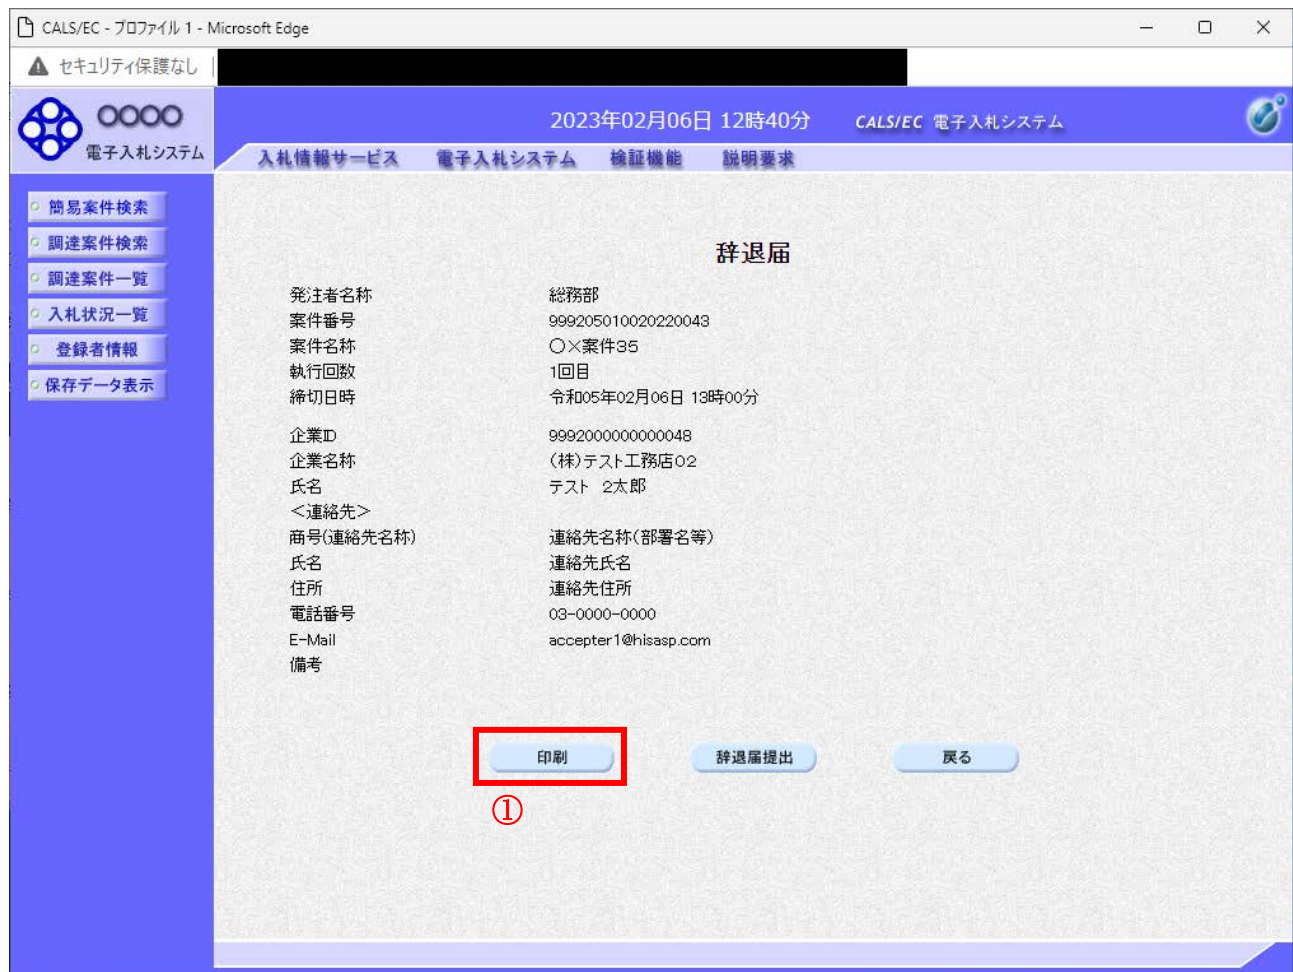 CALS/EC - プロファイル 1 - Microsoft Edge
セキュリティ保護なし
○○○○
電子入札システム
2023年02月06日 12時40分 CALS/EC 電子入札システム
入札情報サービス 電子入札システム 検証機能 説明要求
簡易案件検索
調達案件検索
調達案件一覧
入札状況一覧
登録者情報
保存データ表示
辞退届
発注者名称 総務部
案件番号 999205010020220043
案件名称 ○×案件35
執行回数 1回目
締切日時 令和05年02月06日 13時00分
企業ID 9992000000000048
企業名称 (株)テスト工務店02
氏名 テスト 2太郎
<連絡先>
商号(連絡先名称) 連絡先名称(部署名等)
氏名 連絡先氏名
住所 連絡先住所
電話番号 03-0000-0000
E-Mail accepter1@hisasp.com
備考
印刷 辞退届提出 戻る
①